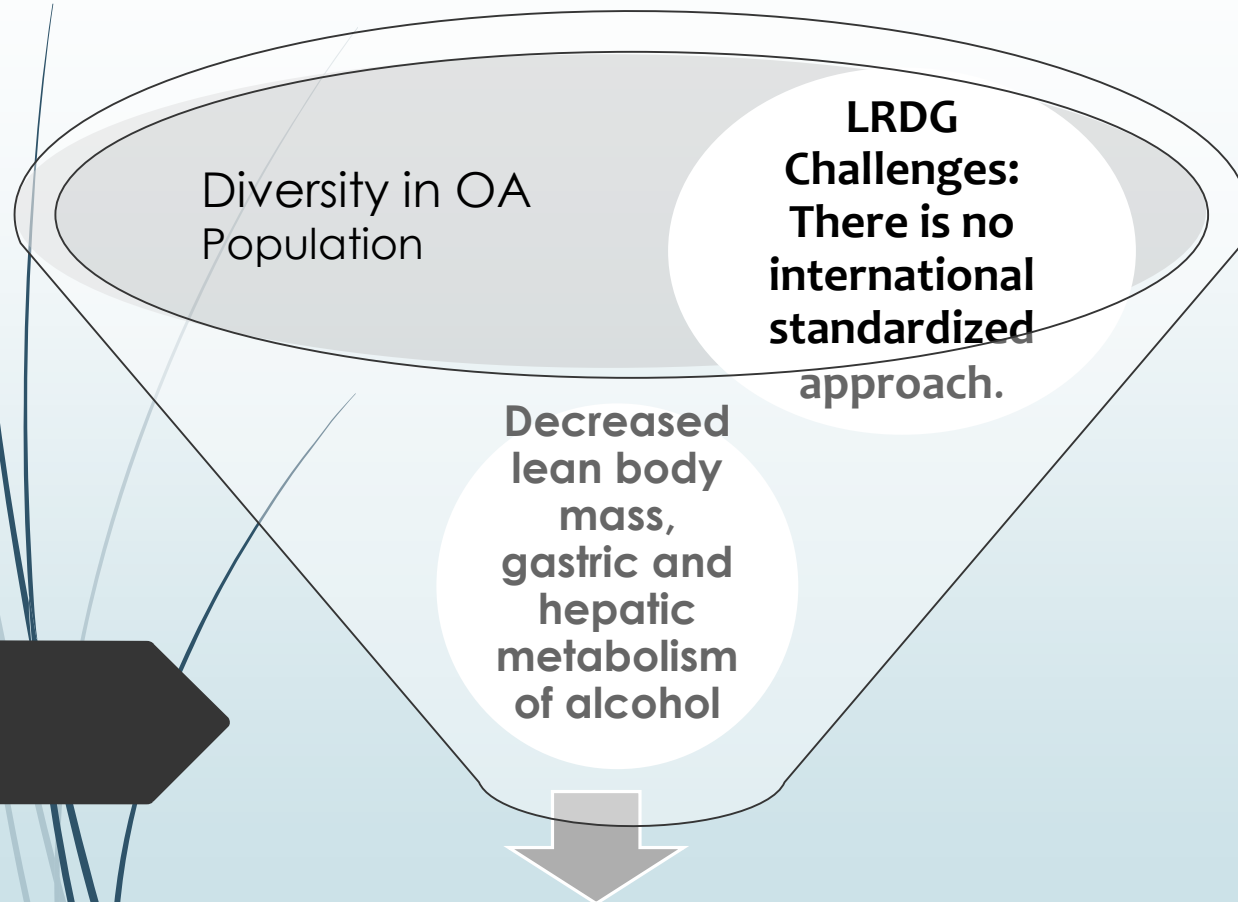 Diversity in OA
Population
LRDG
Challenges:
There is no
international
standardized
approach.
Decreased
lean body
mass,
gastric and
hepatic
metabolism
of alcohol